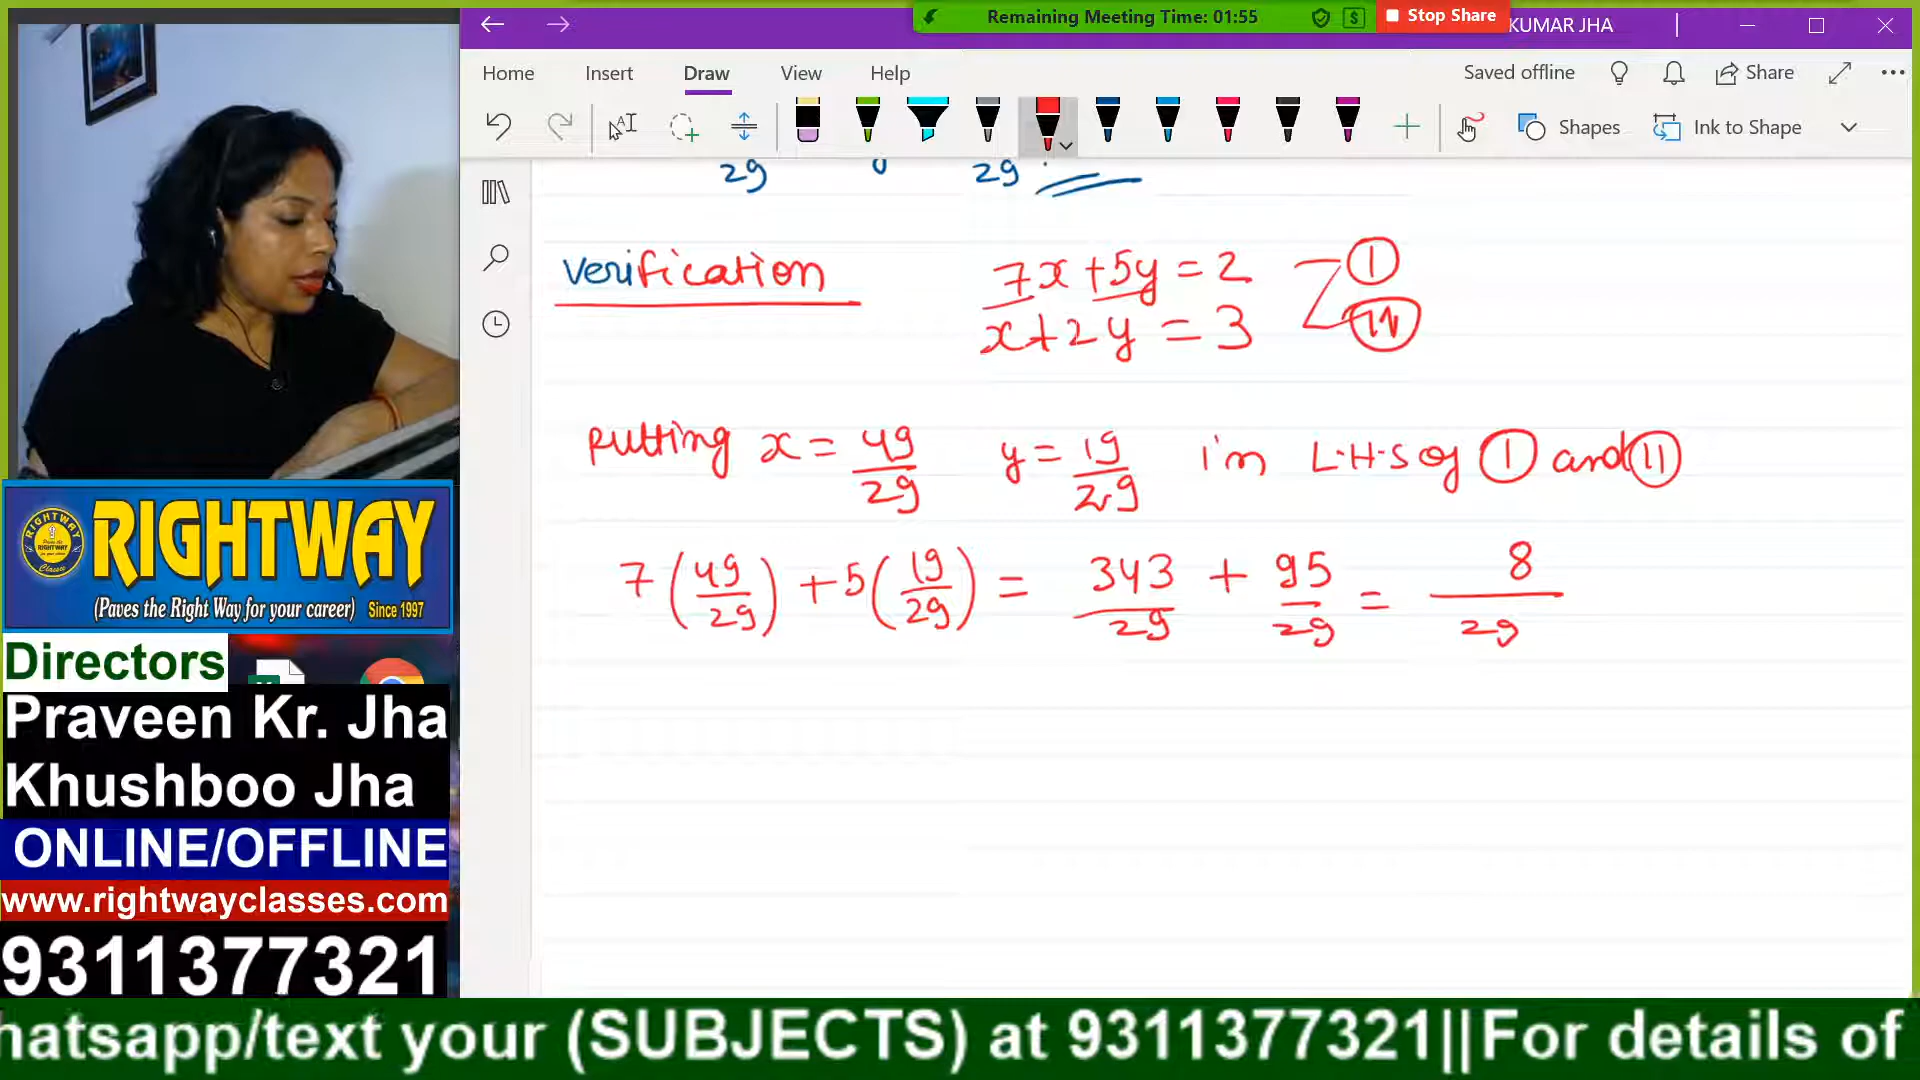 Remaining Meeting Time: 01:55
Stop Share
KUMAR JHA
Home Insert Draw View Help
Saved offline
Share
Shapes
Ink to Shape
29 29
verification
7x + 5y = 2 I
x + 2y = 3
Putting x = 49/29 y = 19/29 in L.H.S of I and II
7(49/29) + 5(19/29) = 343/29 + 95/29 = 8/29
RIGHTWAY
(Paves the Right Way for your career) Since 1997
RIGHTWAY
Classes
Directors
Praveen Kr. Jha
Khushboo Jha
ONLINE/OFFLINE
www.rightwayclasses.com
9311377321
hatsapp/text your (SUBJECTS) at 9311377321||For details of